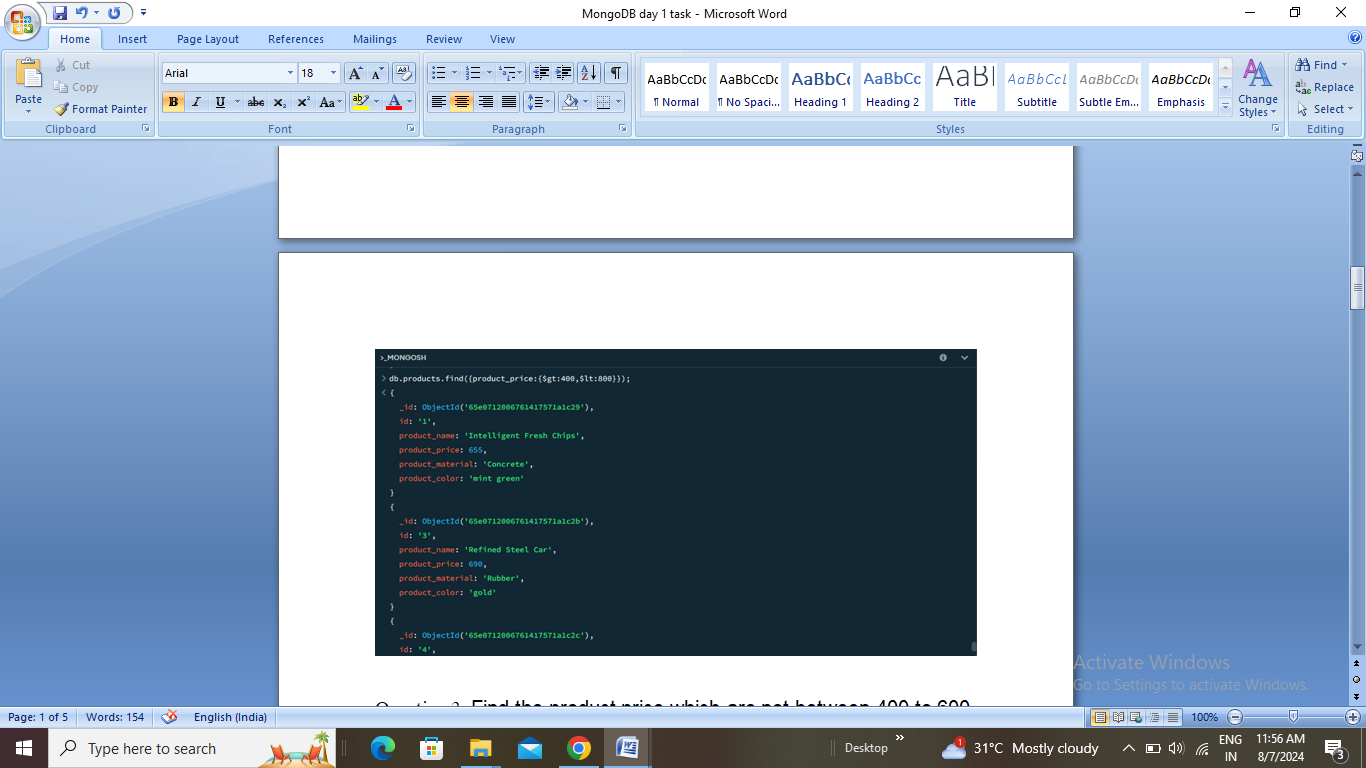 MongoDB day 1 task - Microsoft Word
Home Insert Page Layout References Mailings Review View
Paste
Cut
Copy
Format Painter
Clipboard
Arial 18
B I U abc x₂ x² Aa
Font
Paragraph
AaBbCcDc AaBbCcDc AaBbCc AaBbCc AaBl AaBbCcL AaBbCcDc AaBbCcDc
¶ Normal ¶ No Spaci... Heading 1 Heading 2 Title Subtitle Subtle Em... Emphasis
Change Styles
Styles
Find
Replace
Select
Editing
>_MONGOSH
> db.products.find({product_price:{$gt:400,$lt:800}});
< {
_id: ObjectId('65e0712006761417571a1c29'),
id: '1',
product_name: 'Intelligent Fresh Chips',
product_price: 655,
product_material: 'Concrete',
product_color: 'mint green'
}
{
_id: ObjectId('65e0712006761417571a1c2b'),
id: '3',
product_name: 'Refined Steel Car',
product_price: 690,
product_material: 'Rubber',
product_color: 'gold'
}
{
_id: ObjectId('65e0712006761417571a1c2c'),
id: '4',
Find the product price which are not between 400 to 600
Activate Windows
Go to Settings to activate Windows.
Page: 1 of 5 Words: 154 English (India) 100%
Type here to search
Desktop
1 31°C Mostly cloudy
ENG
IN
11:56 AM
8/7/2024
3